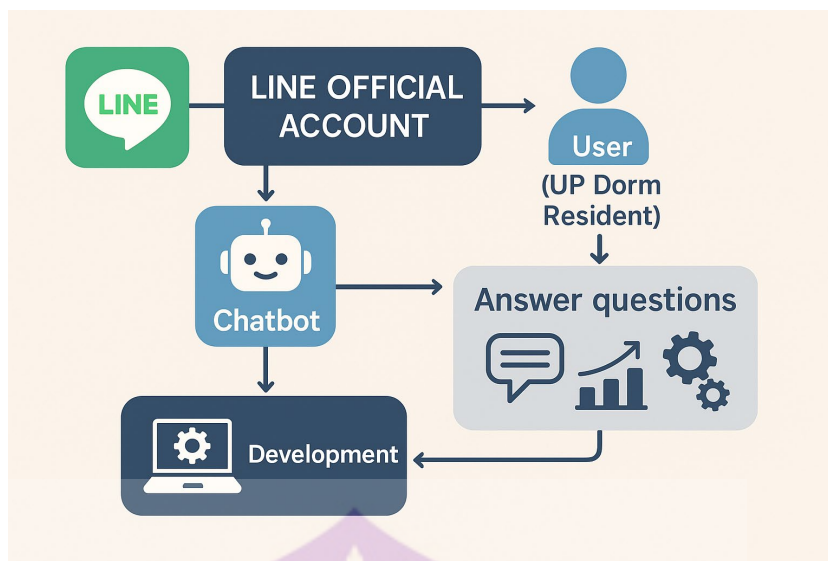 LINE
LINE OFFICIAL
ACCOUNT
User
(UP Dorm
Resident)
Chatbot
Answer questions
Development